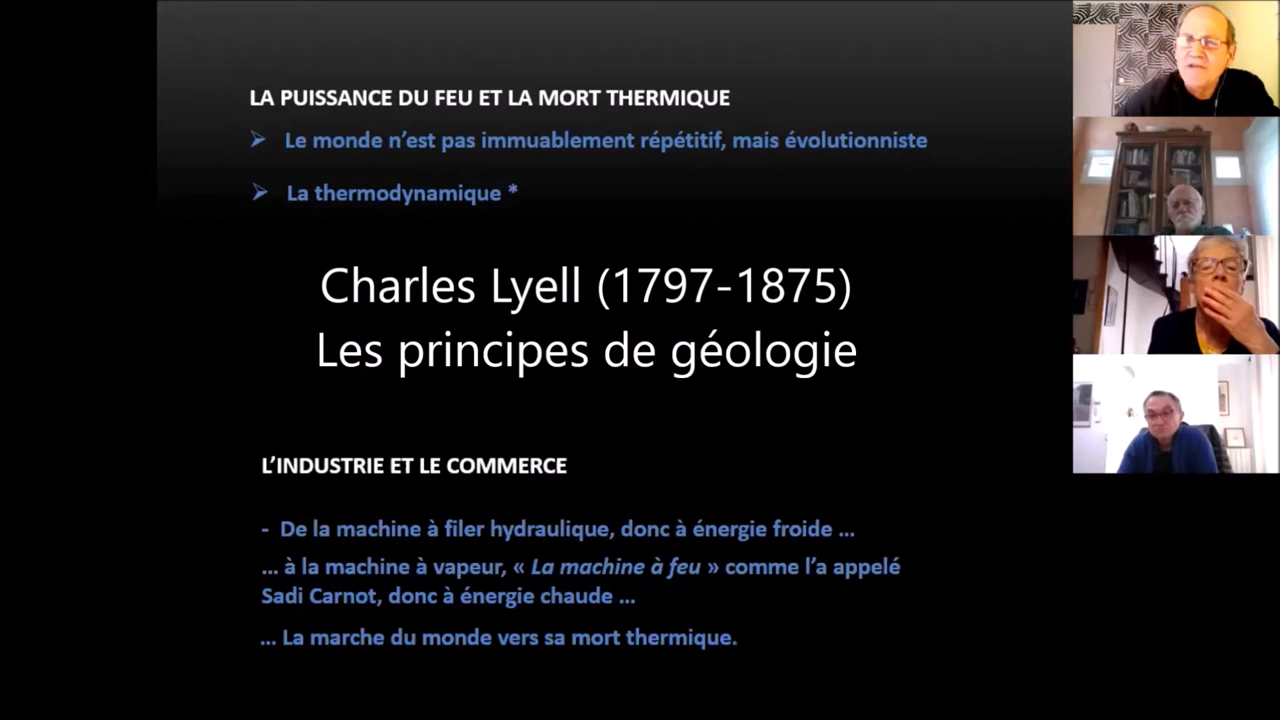 LA PUISSANCE DU FEU ET LA MORT THERMIQUE
➢ Le monde n’est pas immuablement répétitif, mais évolutionniste
➢ La thermodynamique *
Charles Lyell (1797-1875)
Les principes de géologie
L’INDUSTRIE ET LE COMMERCE
- De la machine à filer hydraulique, donc à énergie froide ...
... à la machine à vapeur, « La machine à feu » comme l’a appelé
Sadi Carnot, donc à énergie chaude ...
... La marche du monde vers sa mort thermique.